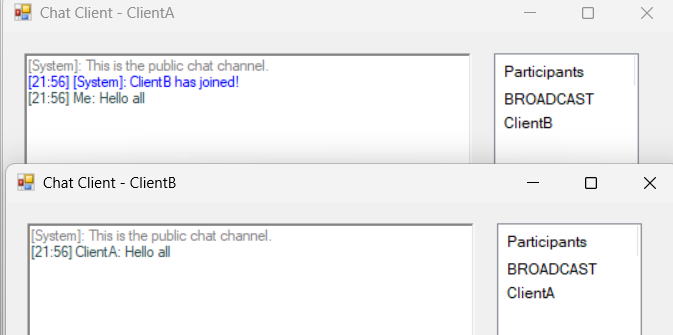 Chat Client - ClientA
[System]: This is the public chat channel.
[21:56] [System]: ClientB has joined!
[21:56] Me: Hello all
Participants
BROADCAST
ClientB
Chat Client - ClientB
[System]: This is the public chat channel.
[21:56] ClientA: Hello all
Participants
BROADCAST
ClientA